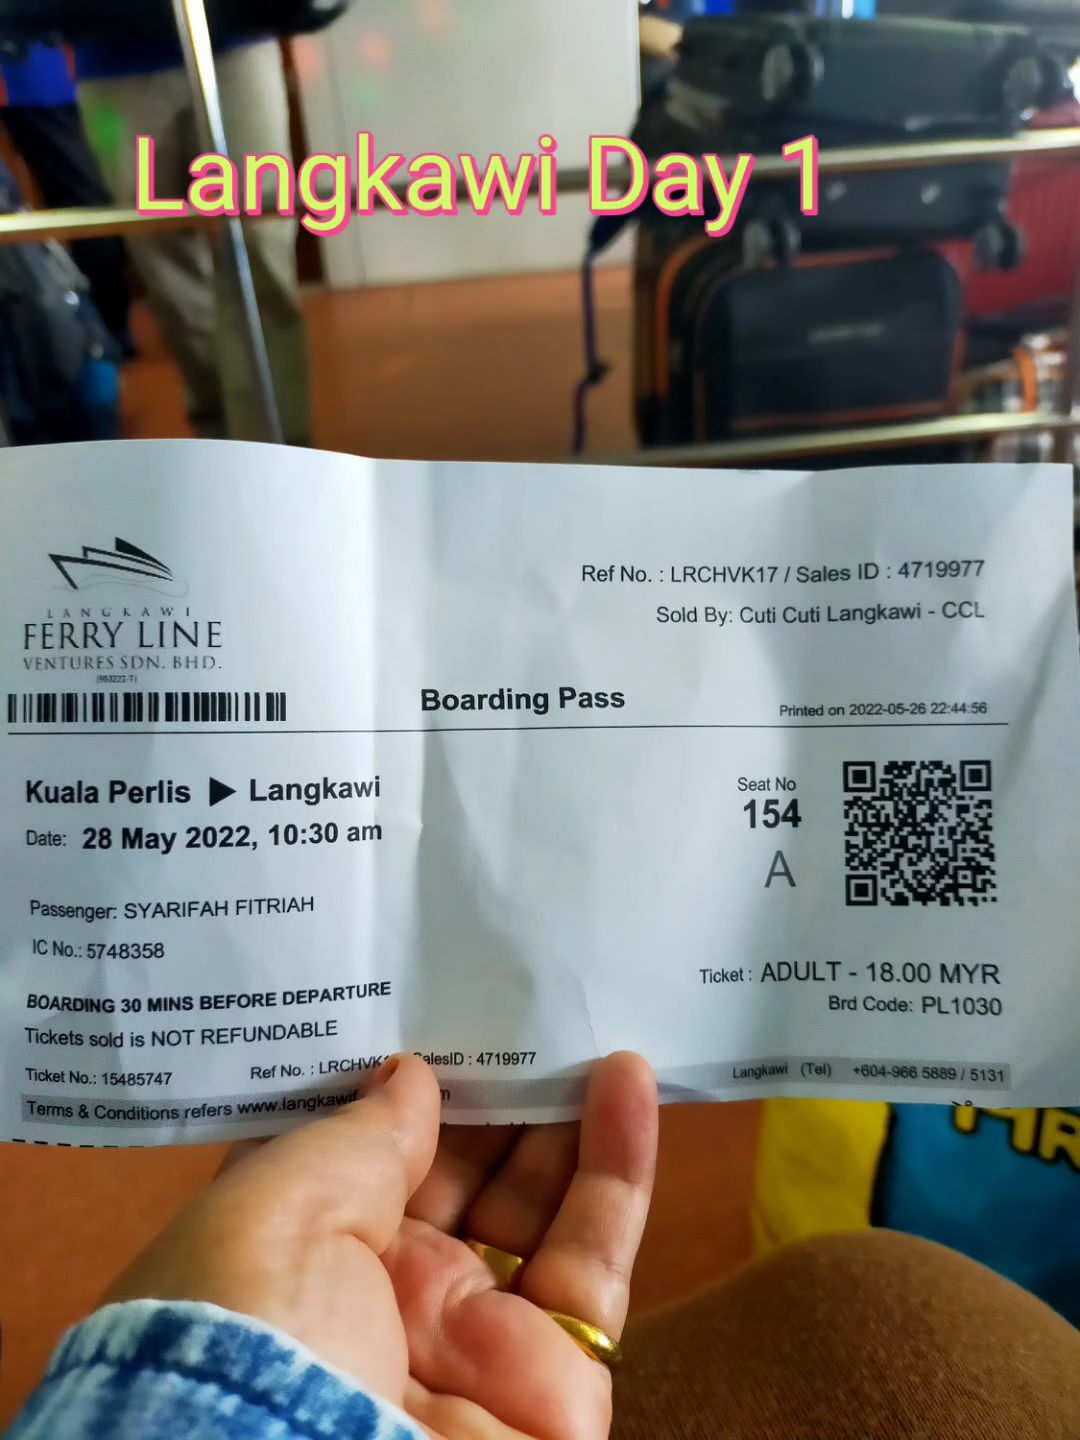 Langkawi Day 1
LANGKAWI
FERRY LINE
VENTURES SDN. BHD.
Ref No. : LRCHVK17 / Sales ID : 4719977
Sold By: Cuti Cuti Langkawi - CCL
Boarding Pass
Printed on 2022-05-26 22:44:56
Kuala Perlis ▶ Langkawi
Date: 28 May 2022, 10:30 am
Seat No
154
A
Passenger: SYARIFAH FITRIAH
IC No.: 5748358
Ticket : ADULT - 18.00 MYR
Brd Code: PL1030
BOARDING 30 MINS BEFORE DEPARTURE
Tickets sold is NOT REFUNDABLE
Ticket No.: 15485747
Ref No. : LRCHVK alesID : 4719977
Langkawi (Tel) +604-966 5889 / 5131
Terms & Conditions refers www.langkawif m